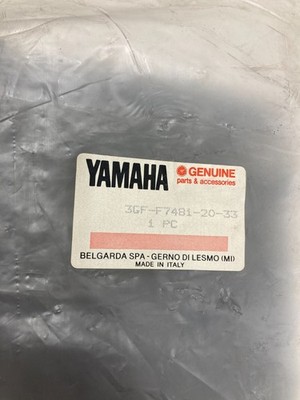 YAMAHA GENUINE
parts & accessories
3GF-F7481-20-33
1 PC
BELGARDA SPA - GERNO DI LESMO (MI)
MADE IN ITALY